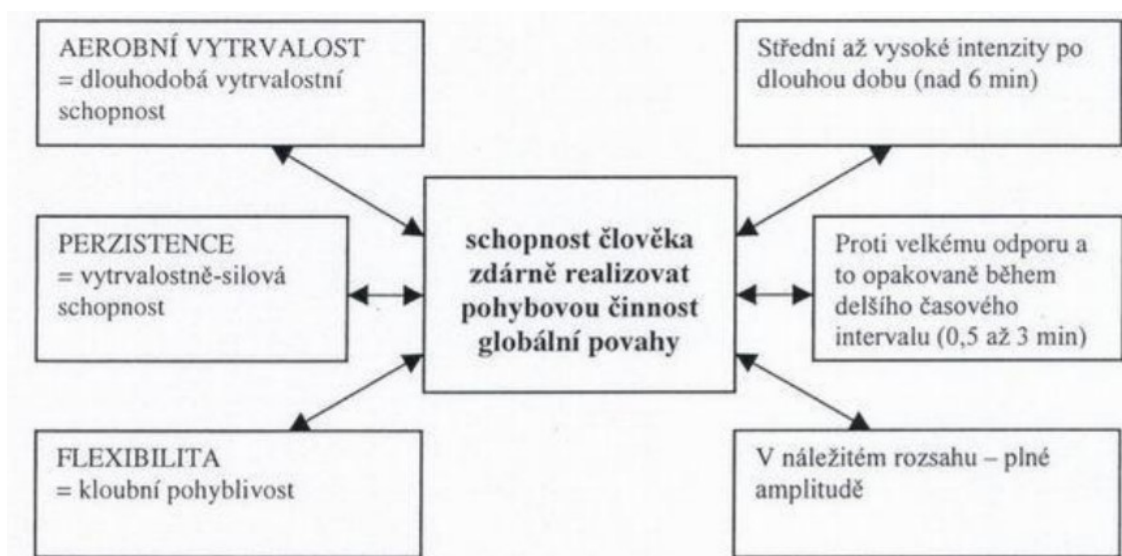 AEROBNÍ VYTRVALOST
= dlouhodobá vytrvalostní
schopnost
Střední až vysoké intenzity po
dlouhou dobu (nad 6 min)
PERZISTENCE
= vytrvalostně-silová
schopnost
schopnost člověka
zdárně realizovat
pohybovou činnost
globální povahy
Proti velkému odporu a
to opakovaně během
delšího časového
intervalu (0,5 až 3 min)
FLEXIBILITA
= kloubní pohyblivost
V náležitém rozsahu – plné
amplitudě